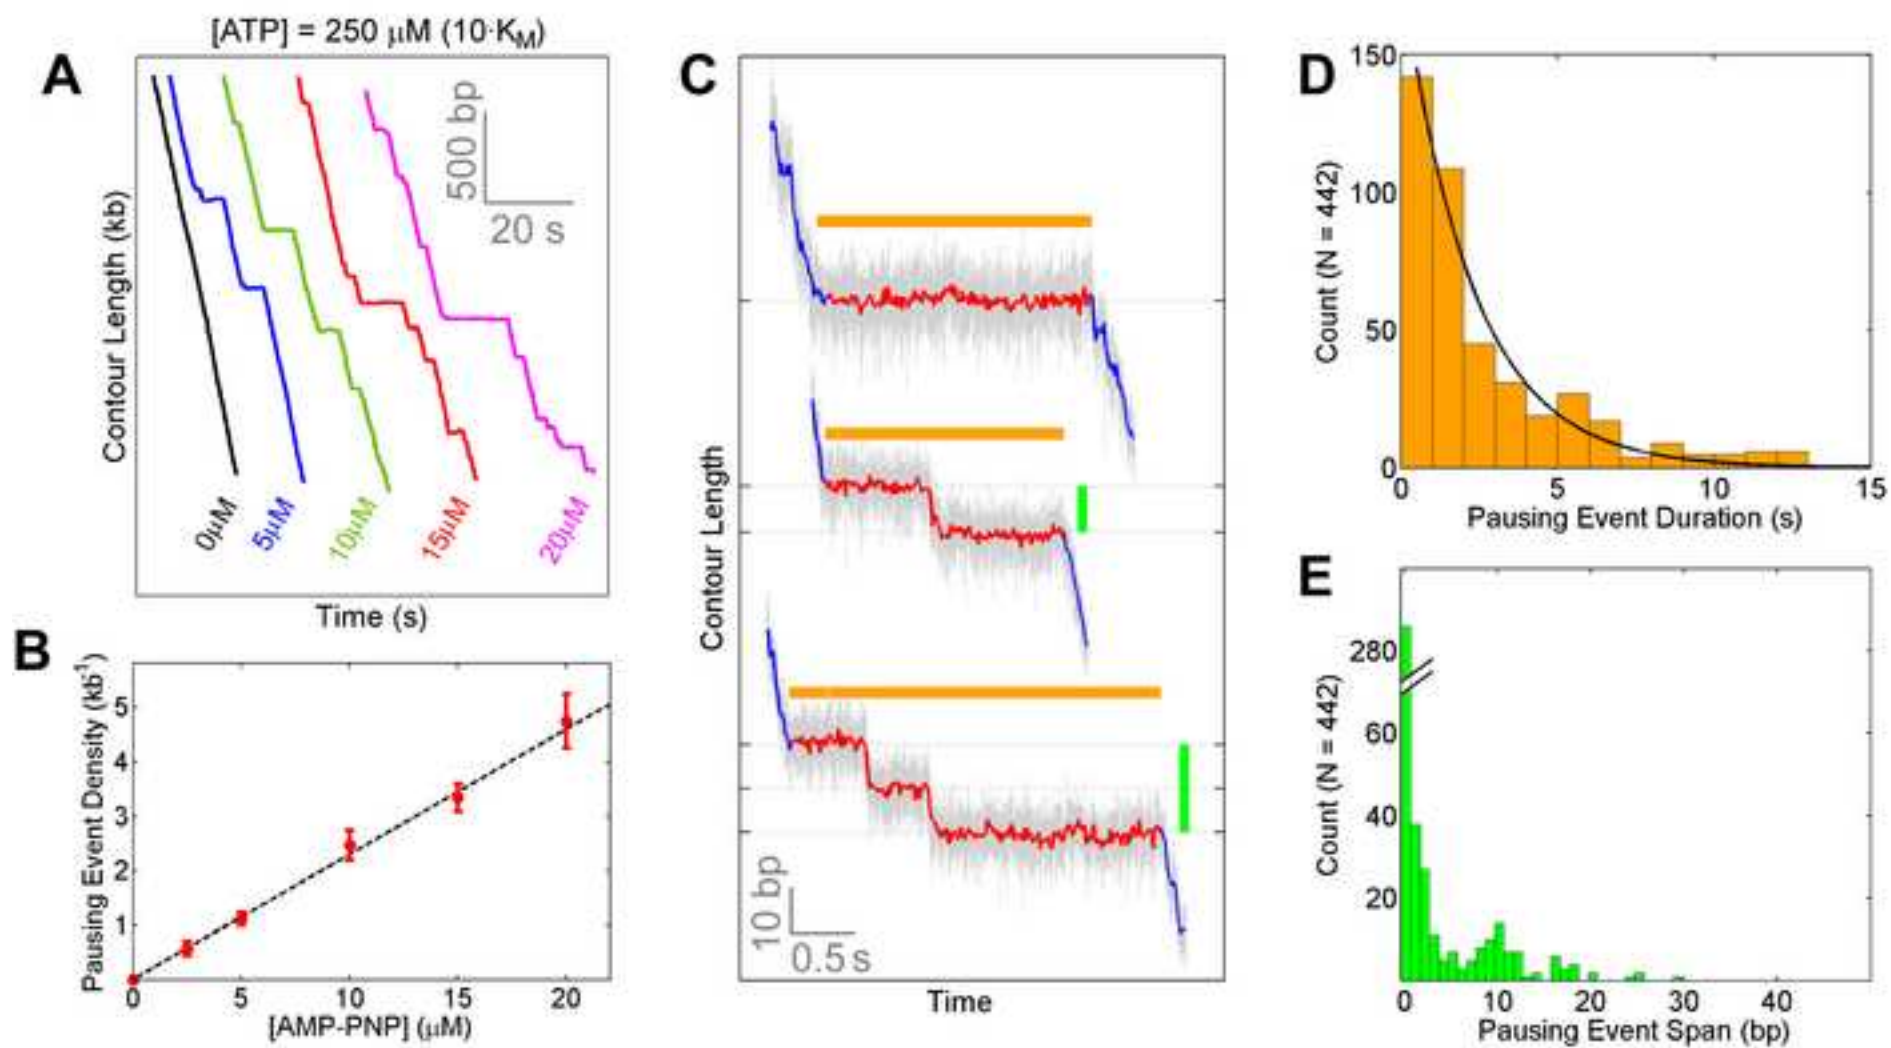 A
[ATP] = 250 μM (10·K_M)
Contour Length (kb)
500 bp
20 s
0μM
5μM
10μM
15μM
20μM
Time (s)
B
Pausing Event Density (kb⁻¹)
5
4
3
2
1
0
0 5 10 15 20
[AMP-PNP] (μM)
C
Contour Length
10 bp
0.5 s
Time
D
Count (N = 442)
150
100
50
0
0 5 10 15
Pausing Event Duration (s)
E
Count (N = 442)
280
60
40
20
0 10 20 30 40
Pausing Event Span (bp)